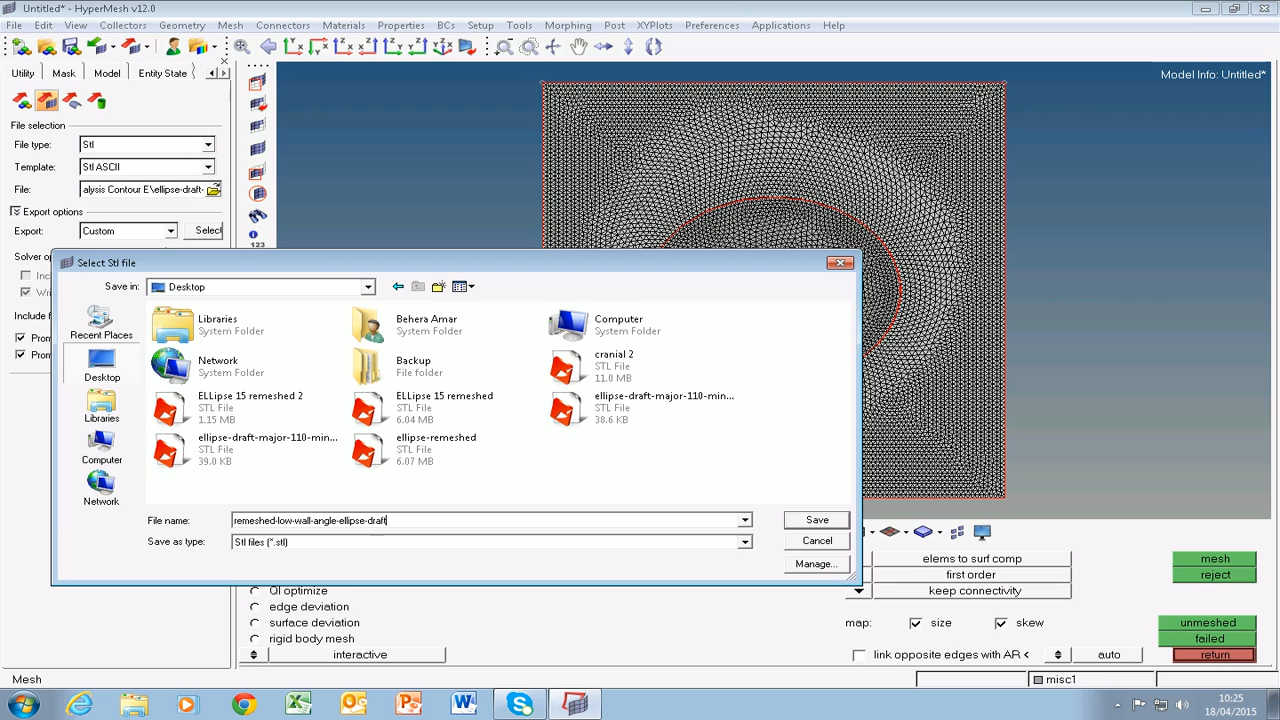 Untitled* - HyperMesh v12.0
File Edit View Collectors Geometry Mesh Connectors Materials Properties BCs Setup Tools Morphing Post XYPlots Preferences Applications Help
Utility Mask Model Entity State
Model Info: Untitled*
File selection
File type: Stl
Template: Stl ASCII
File: alysis Contour E\ellipse-draft-
Export options
Export: Custom Select
123
Solver op
Inc
Wri
Include f
Prom
Prom
Select Stl file
Save in: Desktop
Recent Places
Desktop
Libraries
Computer
Network
Libraries
System Folder
Behera Amar
System Folder
Computer
System Folder
Network
System Folder
Backup
File folder
cranial 2
STL File
11.0 MB
ELLipse 15 remeshed 2
STL File
1.15 MB
ELLipse 15 remeshed
STL File
6.04 MB
ellipse-draft-major-110-min...
STL File
38.6 KB
ellipse-draft-major-110-min...
STL File
39.0 KB
ellipse-remeshed
STL File
6.07 MB
File name: remeshed-low-wall-angle-ellipse-draft Save
Save as type: Stl files (*.stl) Cancel
Manage...
QI optimize
edge deviation
surface deviation
rigid body mesh
interactive
elems to surf comp
first order
keep connectivity
map: size skew
link opposite edges with AR < auto
mesh
reject
unmeshed
failed
return
Mesh
misc1
10:25
18/04/2015